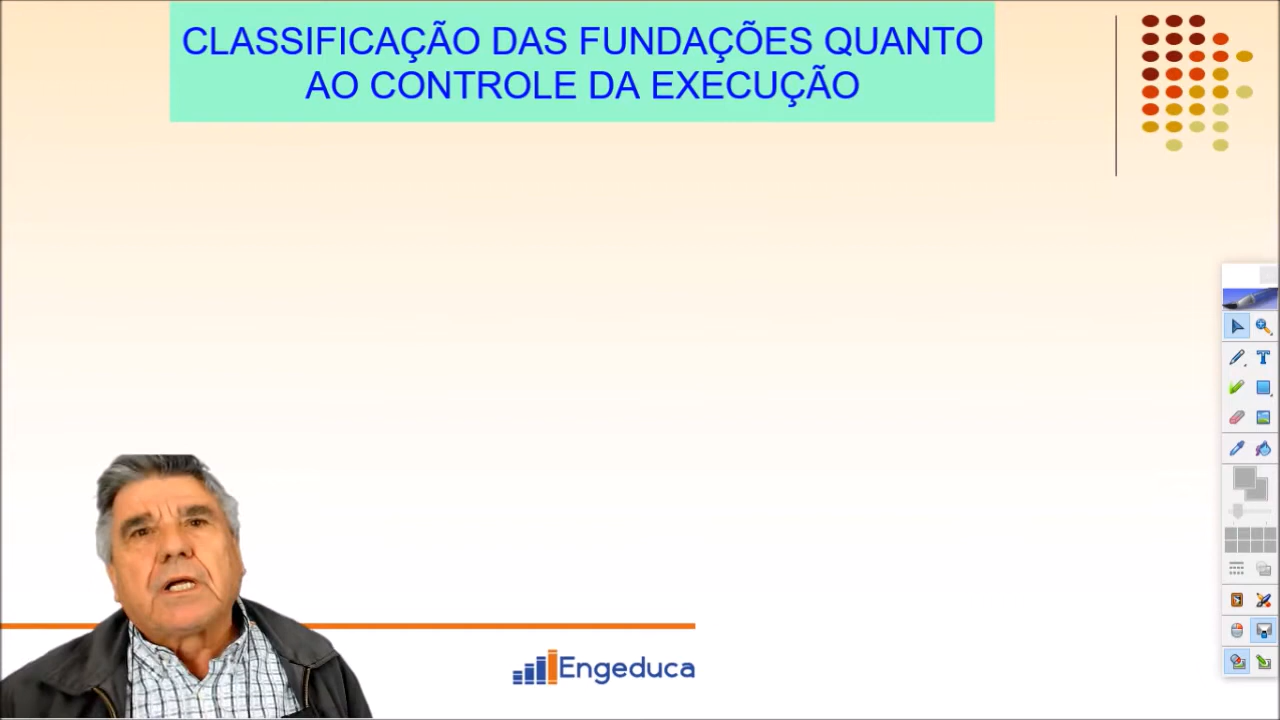 CLASSIFICAÇÃO DAS FUNDAÇÕES QUANTO
AO CONTROLE DA EXECUÇÃO
Engeduca